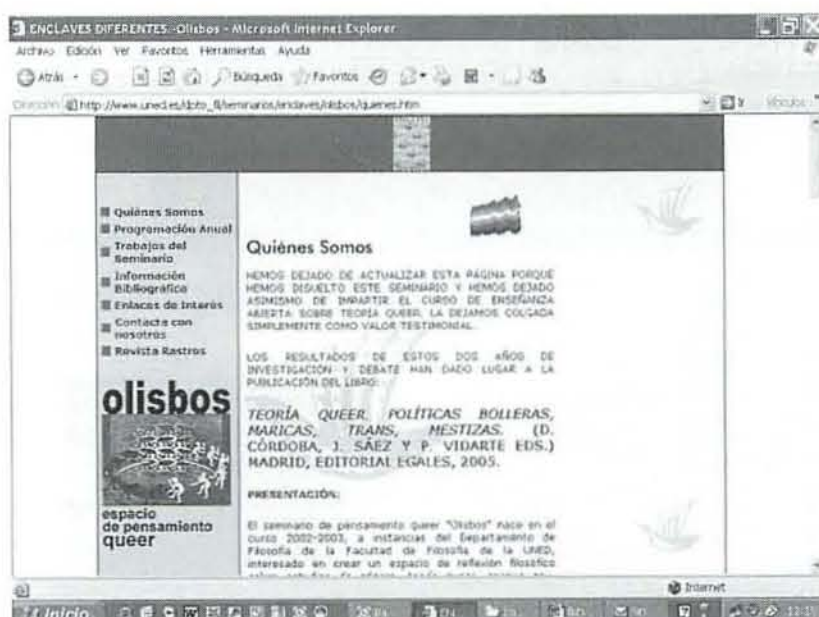 ENCLAVES DIFERENTES.-Olisbos - Microsoft Internet Explorer
Archivo Edición Ver Favoritos Herramientas Ayuda
Atrás Búsqueda Favoritos
Dirección http://www.uned.es/dpto_fil/seminarios/enclaves/olisbos/quienes.htm Ir Vínculos
Quiénes Somos
Programación Anual
Trabajos del
Seminario
Información
Bibliográfica
Enlaces de Interés
Contacta con
nosotros
Revista Rastros
olisbos
espacio
de pensamiento
queer
Quiénes Somos
HEMOS DEJADO DE ACTUALIZAR ESTA PÁGINA PORQUE
HEMOS DISUELTO ESTE SEMINARIO Y HEMOS DEJADO
ASIMISMO DE IMPARTIR EL CURSO DE ENSEÑANZA
ABIERTA SOBRE TEORÍA QUEER. LA DEJAMOS COLGADA
SIMPLEMENTE COMO VALOR TESTIMONIAL.
LOS RESULTADOS DE ESTOS DOS AÑOS DE
INVESTIGACIÓN Y DEBATE HAN DADO LUGAR A LA
PUBLICACIÓN DEL LIBRO:
TEORÍA QUEER. POLÍTICAS BOLLERAS,
MARICAS, TRANS, MESTIZAS. (D.
CÓRDOBA, J. SÁEZ Y P. VIDARTE EDS.)
MADRID, EDITORIAL EGALES, 2005.
PRESENTACIÓN:
El seminario de pensamiento queer "Olisbos" nace en el
curso 2002-2003, a instancias del Departamento de
Filosofía de la Facultad de Filosofía de la UNED,
interesado en crear un espacio de reflexión filosófico
Internet
Inicio